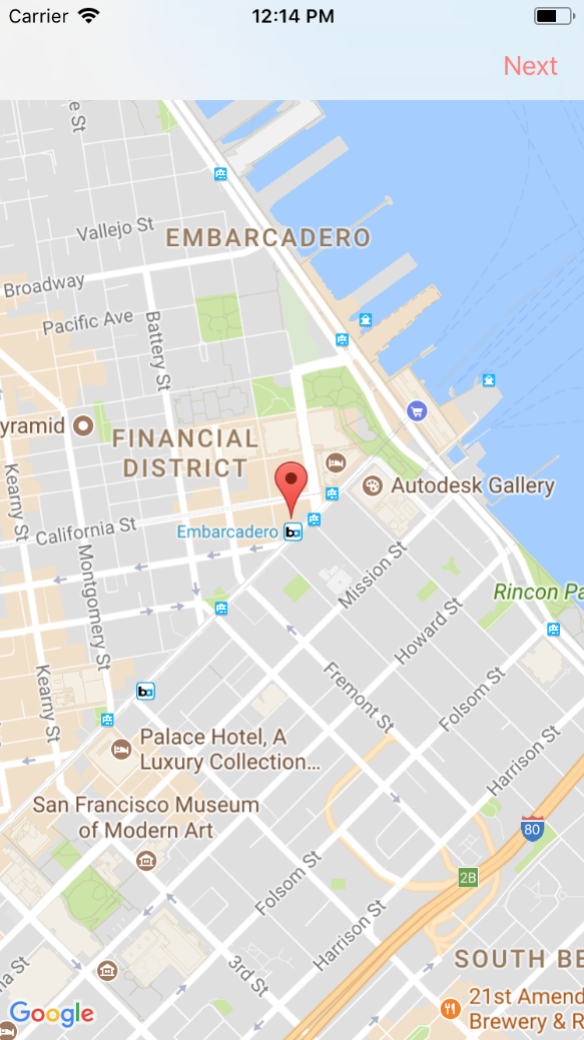 Carrier
12:14 PM
Next
e St
Vallejo St
EMBARCADERO
Broadway
Pacific Ave
Battery St
yramid
FINANCIAL
DISTRICT
Autodesk Gallery
Kearny St
California St
Embarcadero
ba
Montgomery St
Mission St
Rincon Pa
Howard St
Kearny St
ba
Fremont St
Folsom St
Palace Hotel, A
Luxury Collection...
Harrison St
San Francisco Museum
of Modern Art
80
2B
Folsom St
Harrison St
3rd St
na St
SOUTH BE
21st Amend
Brewery & R
Google